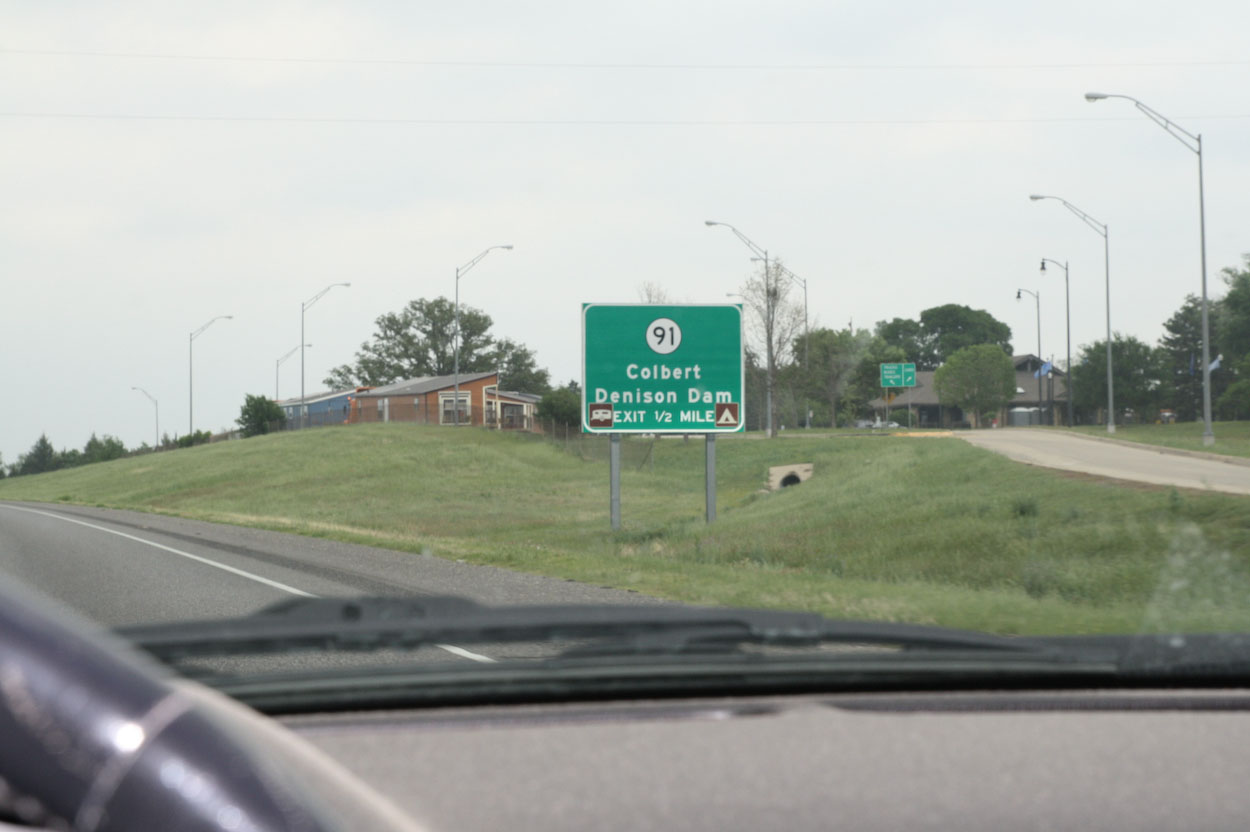 91
Colbert
Denison Dam
EXIT 1/2 MILE